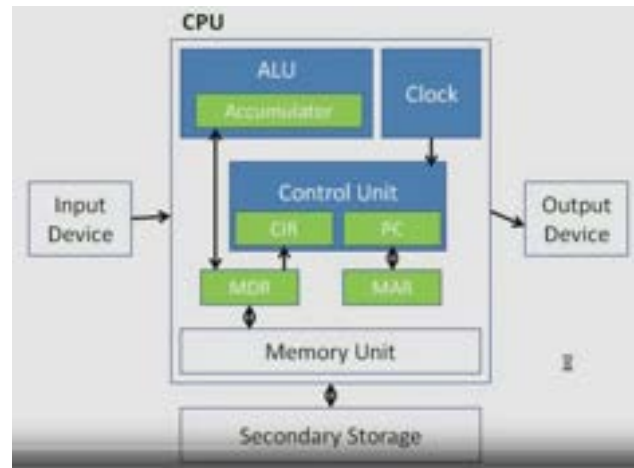 CPU
ALU
Accumulator
Clock
Control Unit
CIR
PC
Input
Device
Output
Device
MDR
MAR
Memory Unit
Secondary Storage